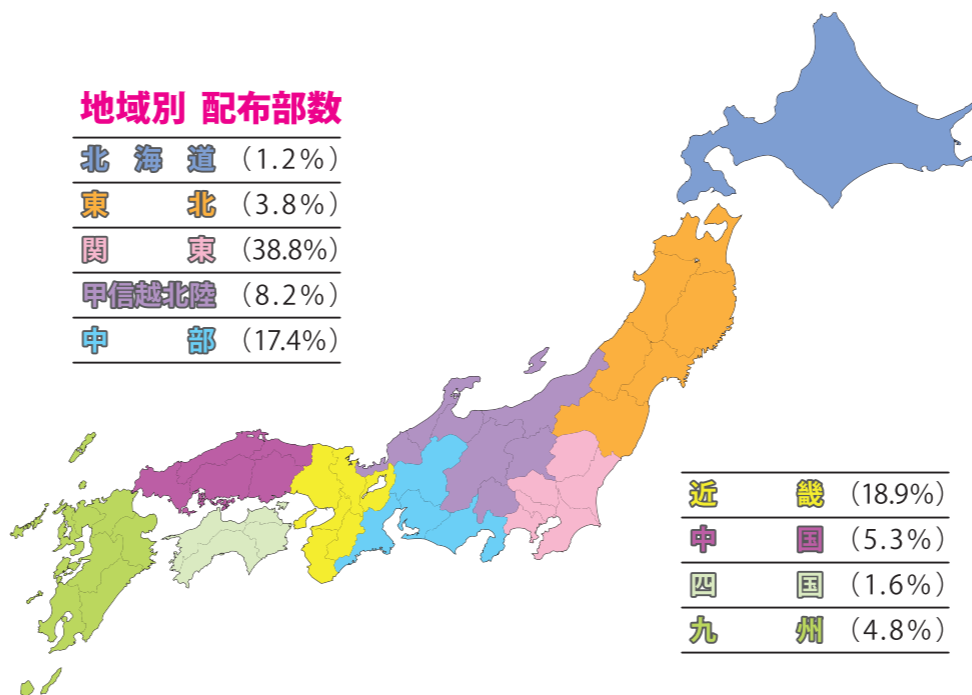 地域別 配布部数
北海道 (1.2%)
東北 (3.8%)
関東 (38.8%)
甲信越北陸 (8.2%)
中部 (17.4%)
近畿 (18.9%)
中国 (5.3%)
四国 (1.6%)
九州 (4.8%)